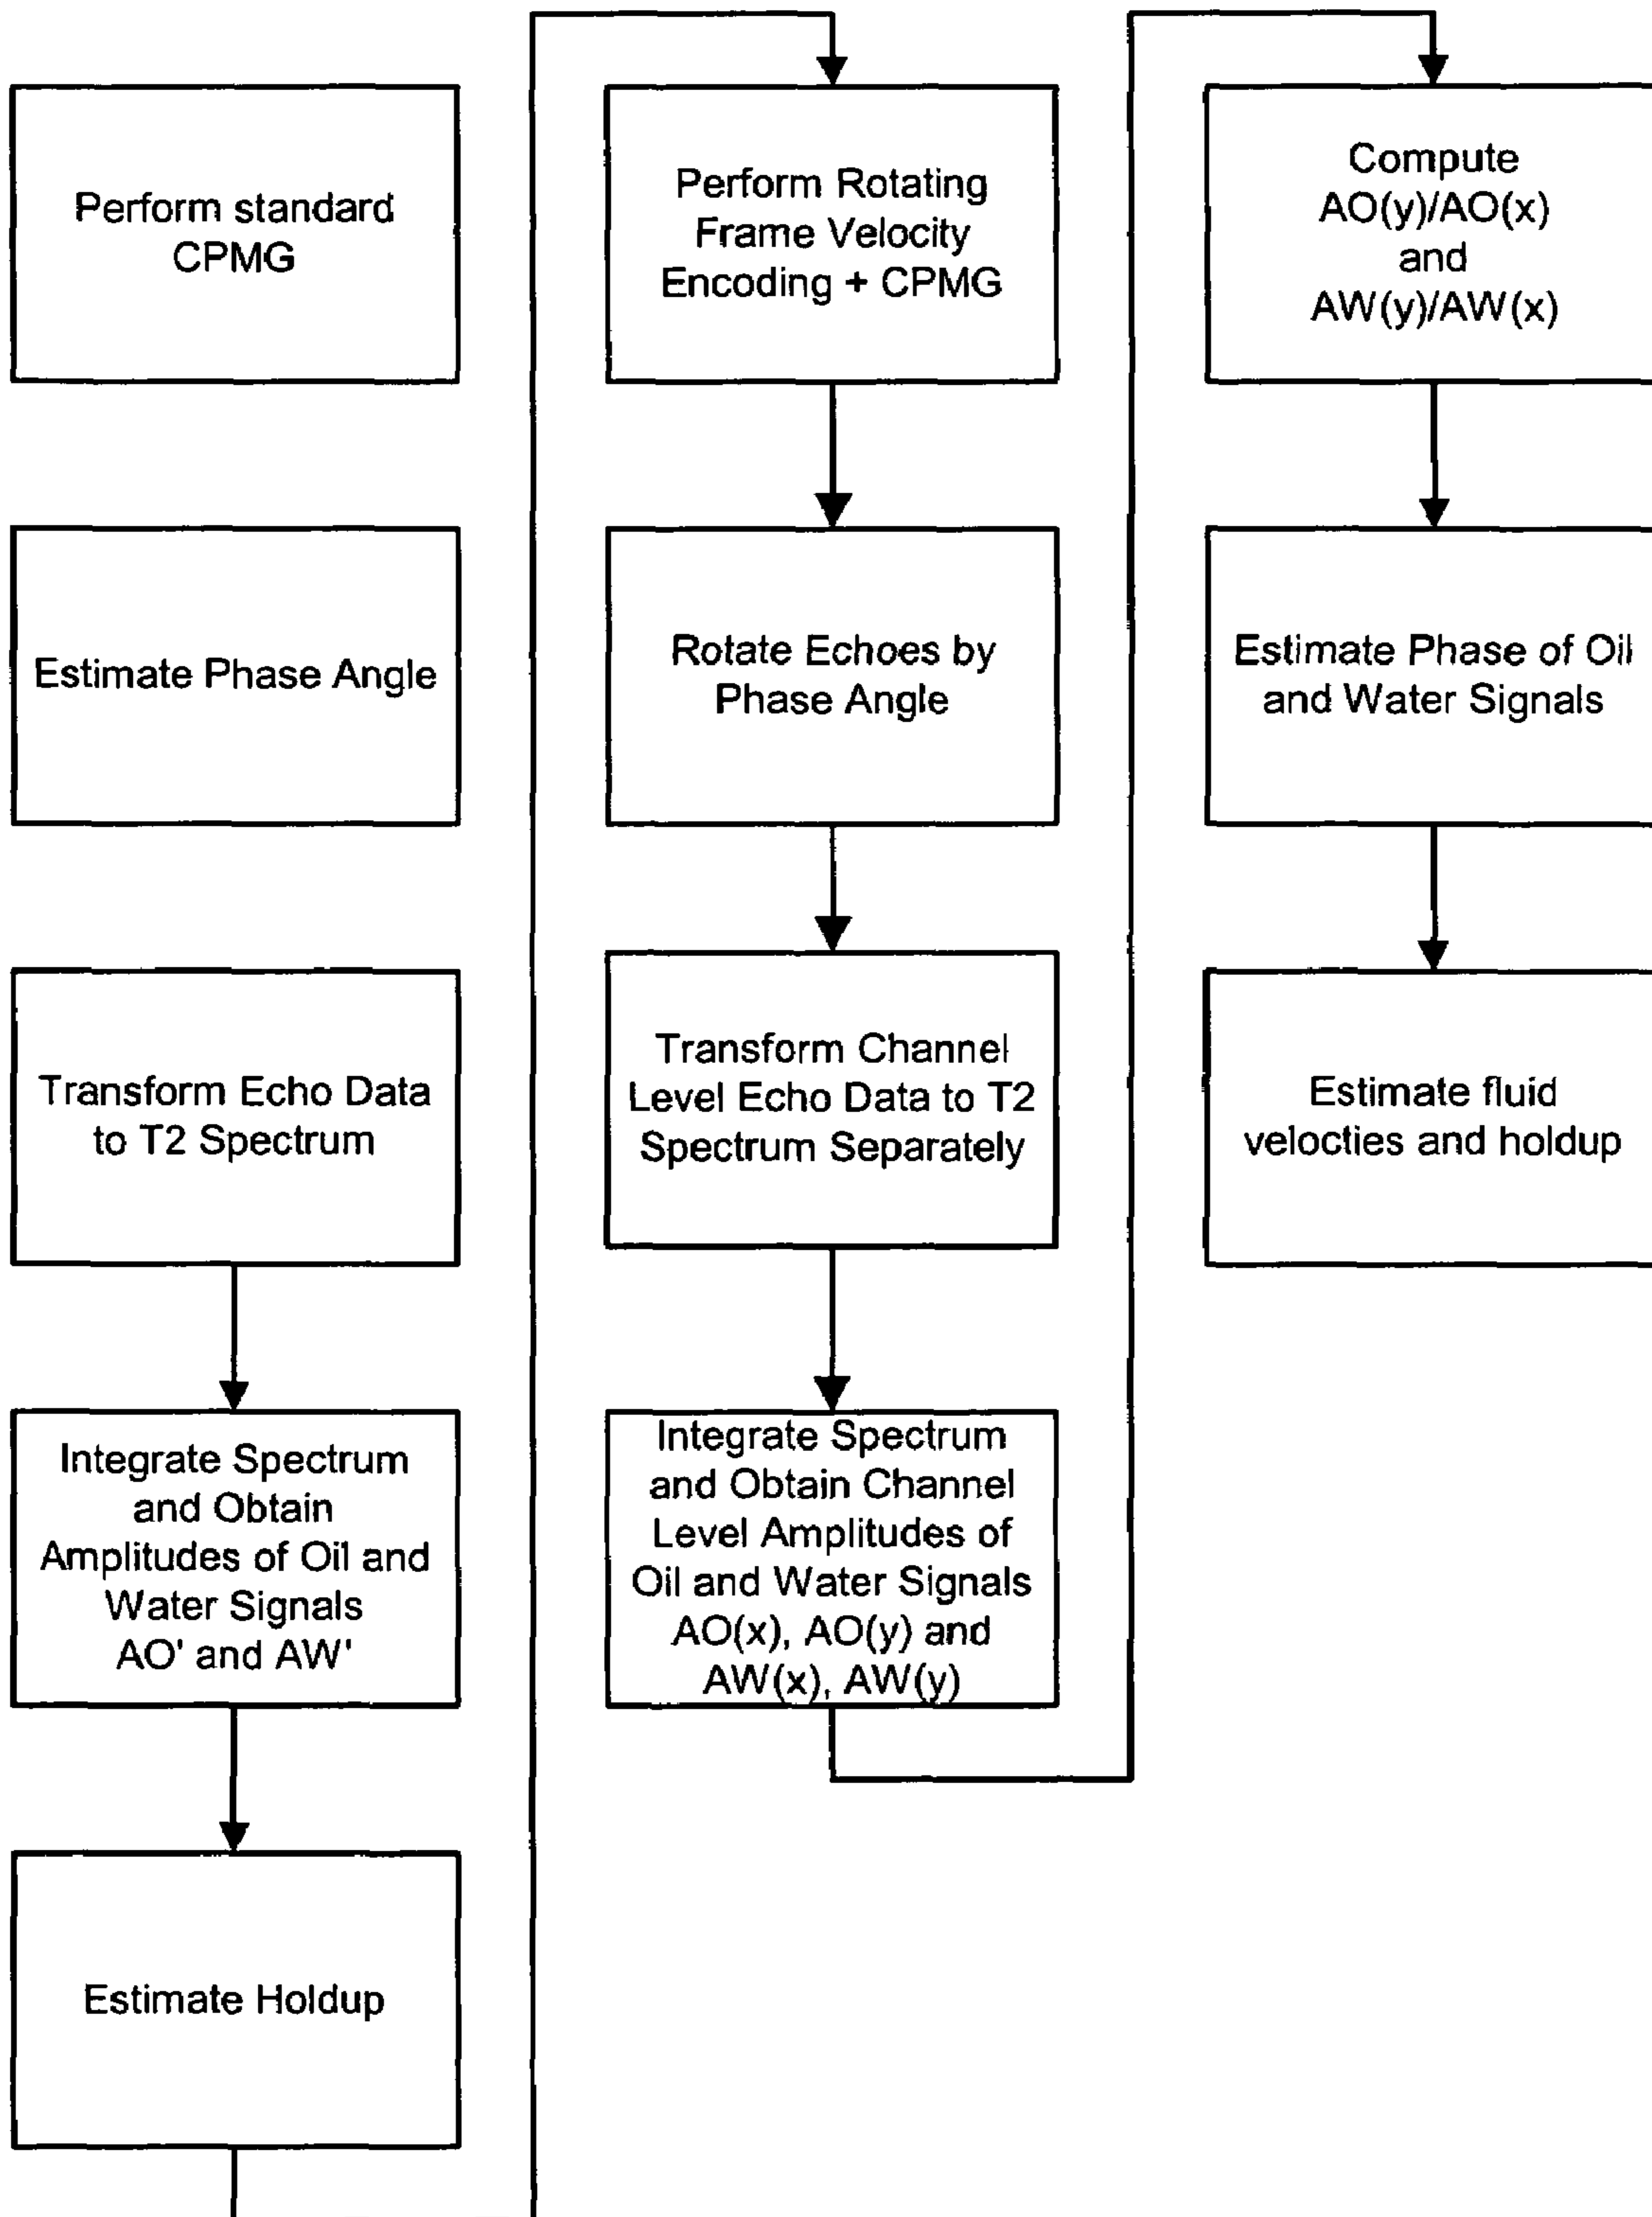 Perform standard
CPMG
Estimate Phase Angle
Transform Echo Data
to T2 Spectrum
Integrate Spectrum
and Obtain
Amplitudes of Oil and
Water Signals
AO' and AW'
Estimate Holdup
Perform Rotating
Frame Velocity
Encoding + CPMG
Rotate Echoes by
Phase Angle
Transform Channel
Level Echo Data to T2
Spectrum Separately
Integrate Spectrum
and Obtain Channel
Level Amplitudes of
Oil and Water Signals
AO(x), AO(y) and
AW(x), AW(y)
Compute
AO(y)/AO(x)
and
AW(y)/AW(x)
Estimate Phase of Oil
and Water Signals
Estimate fluid
velocties and holdup